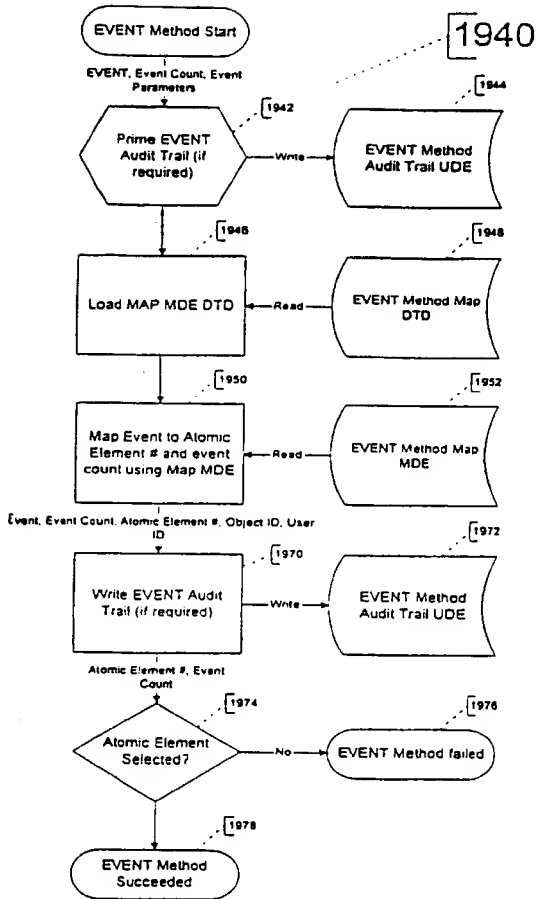 EVENT Method Start
1940
EVENT, Event Count, Event
Parameters
1942
1944
Prime EVENT
Audit Trail (if
required)
Write
EVENT Method
Audit Trail UDE
1946
1948
Load MAP MDE DTD
Read
EVENT Method Map
DTD
1950
1952
Map Event to Atomic
Element # and event
count using Map MDE
Read
EVENT Method Map
MDE
Event, Event Count, Atomic Element #, Object ID, User
ID
1970
1972
Write EVENT Audit
Trail (if required)
Write
EVENT Method
Audit Trail UDE
Atomic Element #, Event
Count
1974
1976
Atomic Element
Selected?
No
EVENT Method failed
1978
EVENT Method
Succeeded